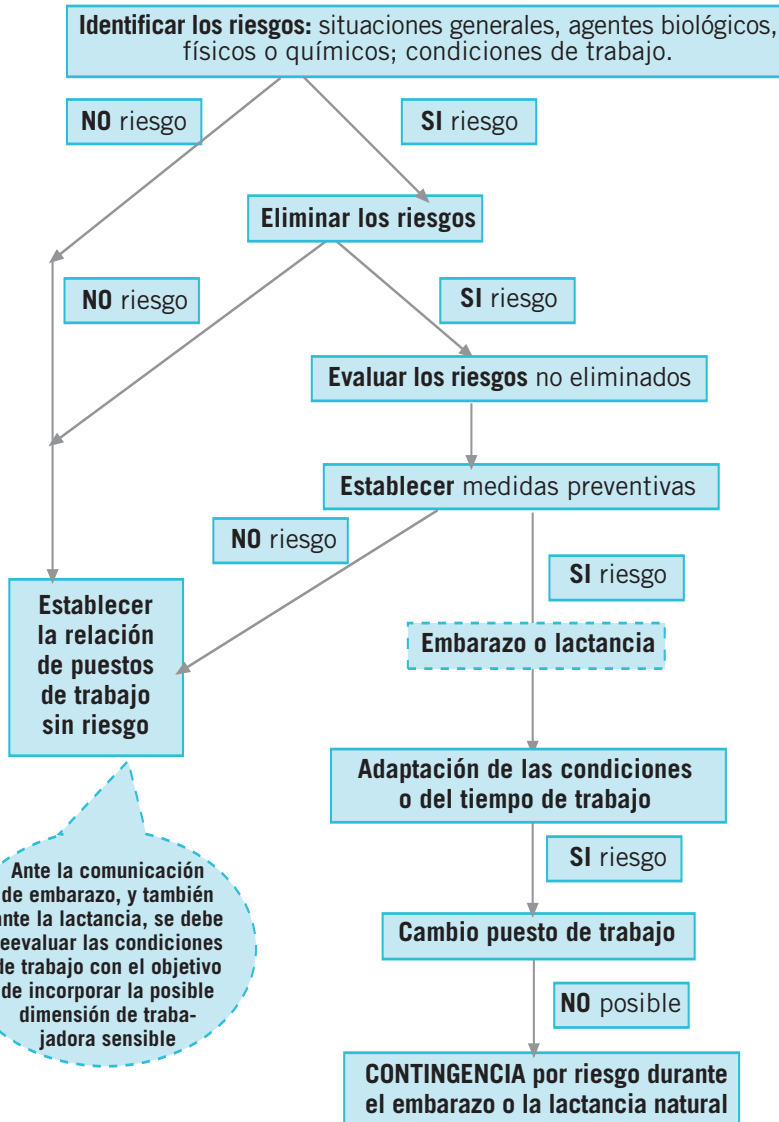 Identificar los riesgos: situaciones generales, agentes biológicos,
físicos o químicos; condiciones de trabajo.
NO riesgo
SI riesgo
Eliminar los riesgos
NO riesgo
SI riesgo
Evaluar los riesgos no eliminados
Establecer medidas preventivas
NO riesgo
SI riesgo
Establecer
la relación
de puestos
de trabajo
sin riesgo
Embarazo o lactancia
Adaptación de las condiciones
o del tiempo de trabajo
SI riesgo
Ante la comunicación
de embarazo, y también
ante la lactancia, se debe
eevaluar las condiciones
de trabajo con el objetivo
de incorporar la posible
dimensión de traba-
jadora sensible
Cambio puesto de trabajo
NO posible
CONTINGENCIA por riesgo durante
el embarazo o la lactancia natural